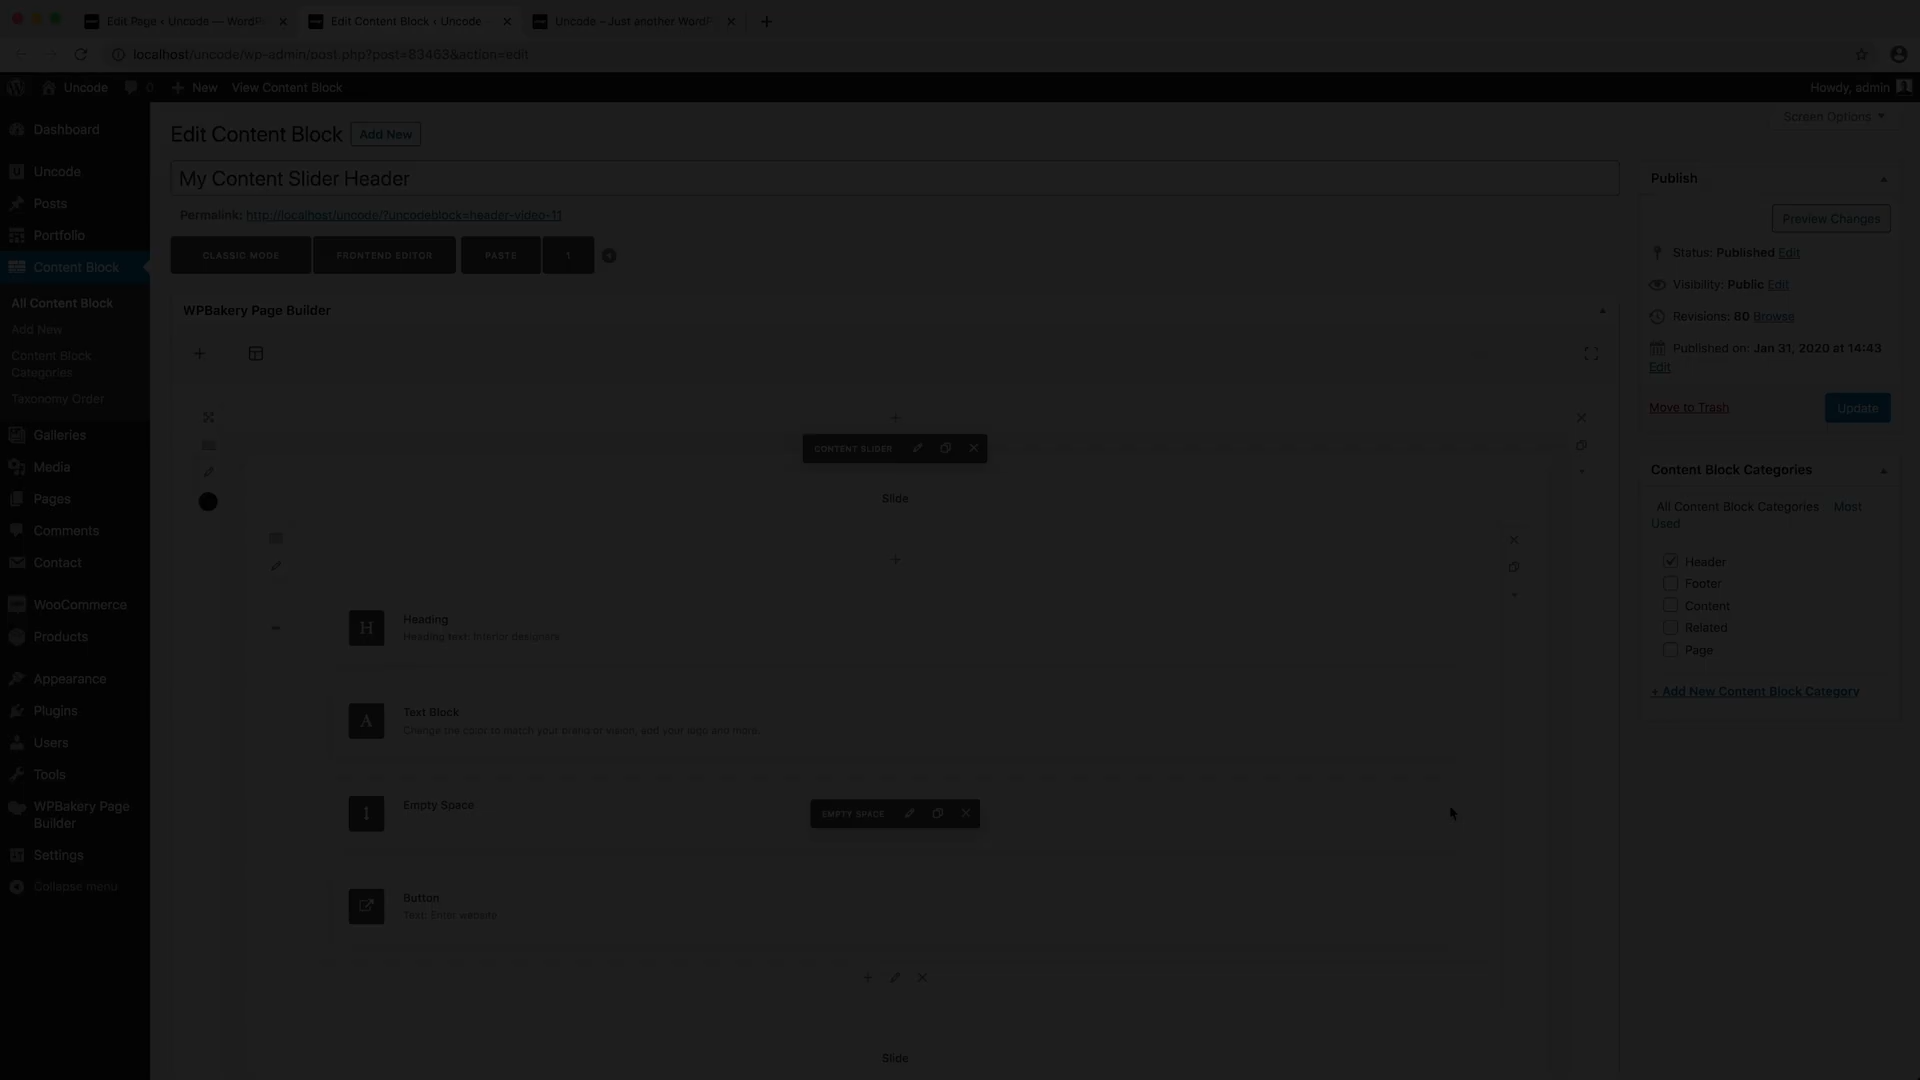 Edit Page ‹ Uncode — WordPr
Edit Content Block ‹ Uncode
Uncode – Just another WordP
localhost/uncode/wp-admin/post.php?post=83463&action=edit
Uncode
0
New
View Content Block
Howdy, admin
Screen Options
Dashboard
Uncode
Posts
Portfolio
Content Block
All Content Block
Add New
Content Block
Categories
Taxonomy Order
Galleries
Media
Pages
Comments
Contact
WooCommerce
Products
Appearance
Plugins
Users
Tools
WPBakery Page
Builder
Settings
Collapse menu
Edit Content Block
Add New
My Content Slider Header
Permalink: http://localhost/uncode/?uncodeblock=header-video-11
CLASSIC MODE
FRONTEND EDITOR
PASTE
1
WPBakery Page Builder
CONTENT SLIDER
Slide
H
Heading
Heading text: Interior designers
A
Text Block
Change the color to match your brand or vision, add your logo and more.
Empty Space
EMPTY SPACE
Button
Text: Enter website
Slide
Publish
Preview Changes
Status: Published Edit
Visibility: Public Edit
Revisions: 80 Browse
Published on: Jan 31, 2020 at 14:43
Edit
Move to Trash
Update
Content Block Categories
All Content Block Categories
Most
Used
Header
Footer
Content
Related
Page
+ Add New Content Block Category